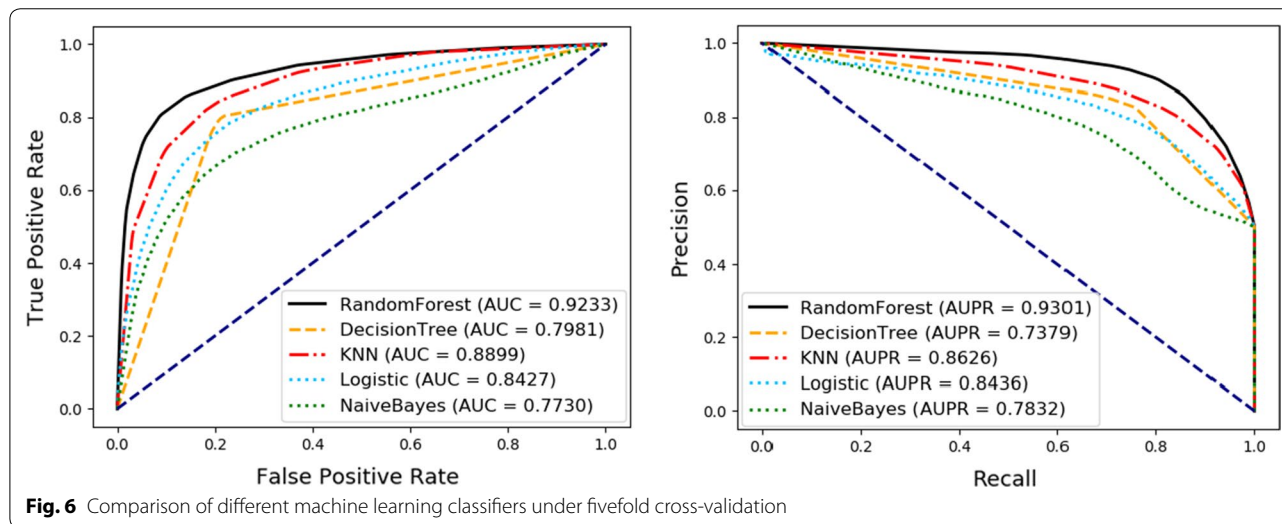 True Positive Rate
1.0
0.8
0.6
0.4
0.2
0.0
RandomForest (AUC = 0.9233)
DecisionTree (AUC = 0.7981)
KNN (AUC = 0.8899)
Logistic (AUC = 0.8427)
NaiveBayes (AUC = 0.7730)
0.0 0.2 0.4 0.6 0.8 1.0
False Positive Rate
Precision
1.0
0.8
0.6
0.4
0.2
0.0
RandomForest (AUPR = 0.9301)
DecisionTree (AUPR = 0.7379)
KNN (AUPR = 0.8626)
Logistic (AUPR = 0.8436)
NaiveBayes (AUPR = 0.7832)
0.0 0.2 0.4 0.6 0.8 1.0
Recall
Fig. 6 Comparison of different machine learning classifiers under fivefold cross-validation